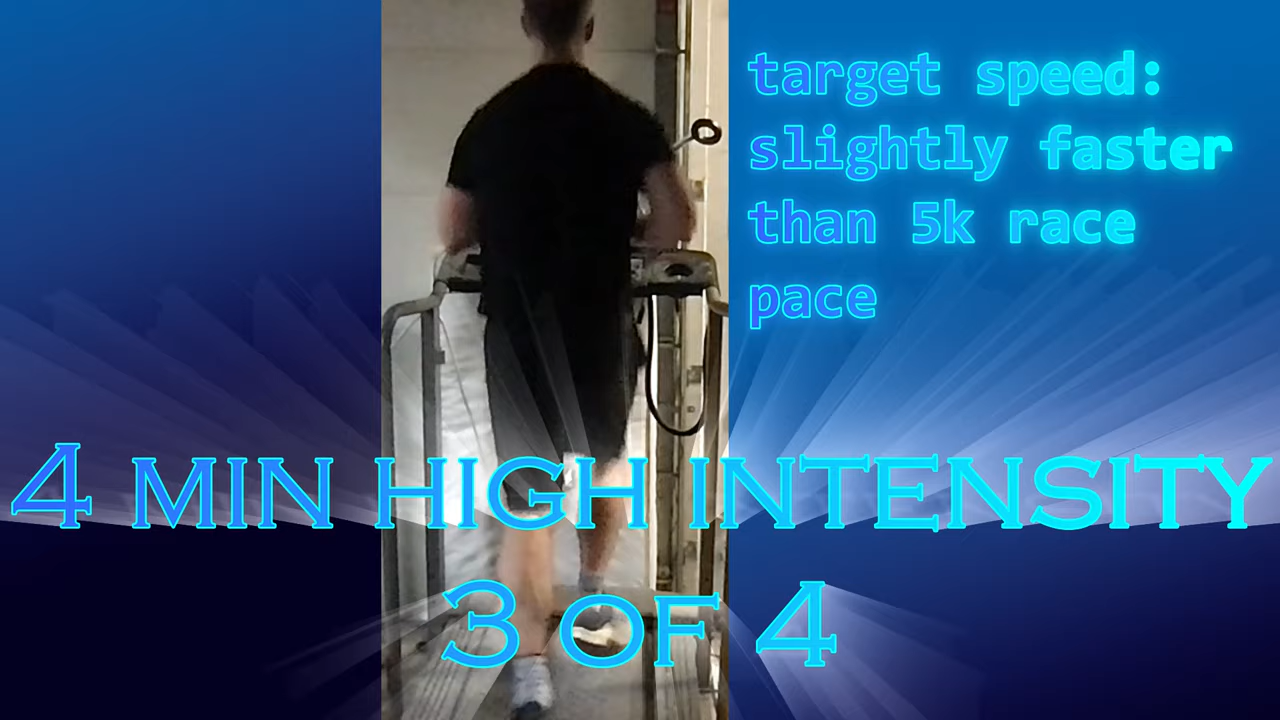 target speed:
slightly faster
than 5k race
pace
4 MIN HIGH INTENSITY
3 OF 4